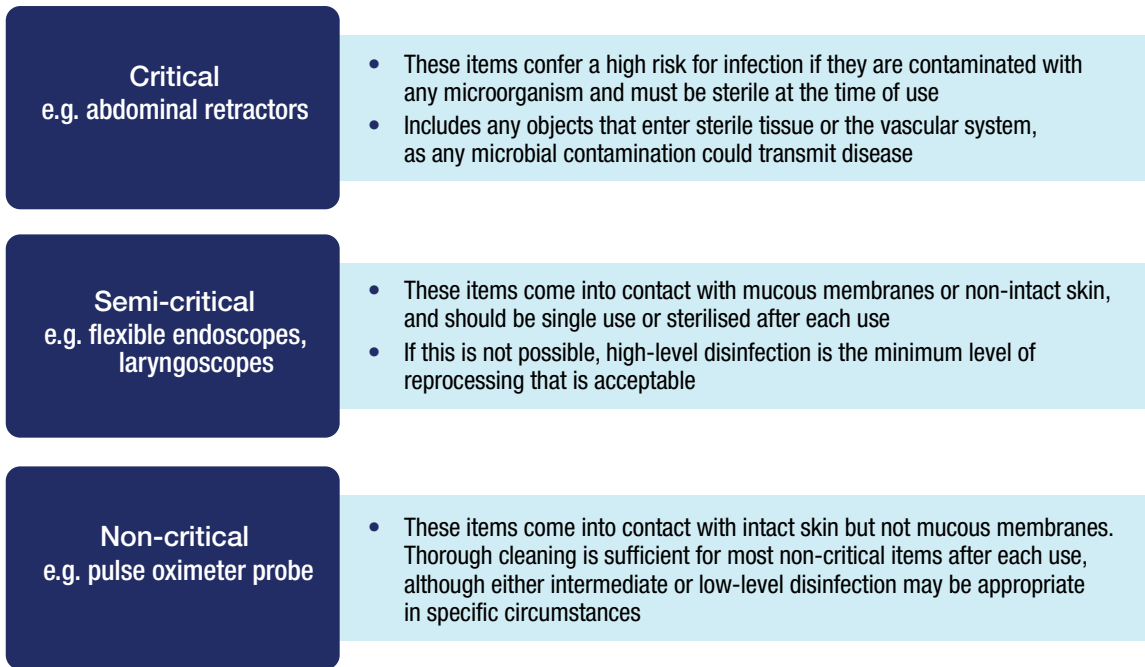 Critical
e.g. abdominal retractors
• These items confer a high risk for infection if they are contaminated with
any microorganism and must be sterile at the time of use
• Includes any objects that enter sterile tissue or the vascular system,
as any microbial contamination could transmit disease
Semi-critical
e.g. flexible endoscopes,
laryngoscopes
• These items come into contact with mucous membranes or non-intact skin,
and should be single use or sterilised after each use
• If this is not possible, high-level disinfection is the minimum level of
reprocessing that is acceptable
Non-critical
e.g. pulse oximeter probe
• These items come into contact with intact skin but not mucous membranes.
Thorough cleaning is sufficient for most non-critical items after each use,
although either intermediate or low-level disinfection may be appropriate
in specific circumstances